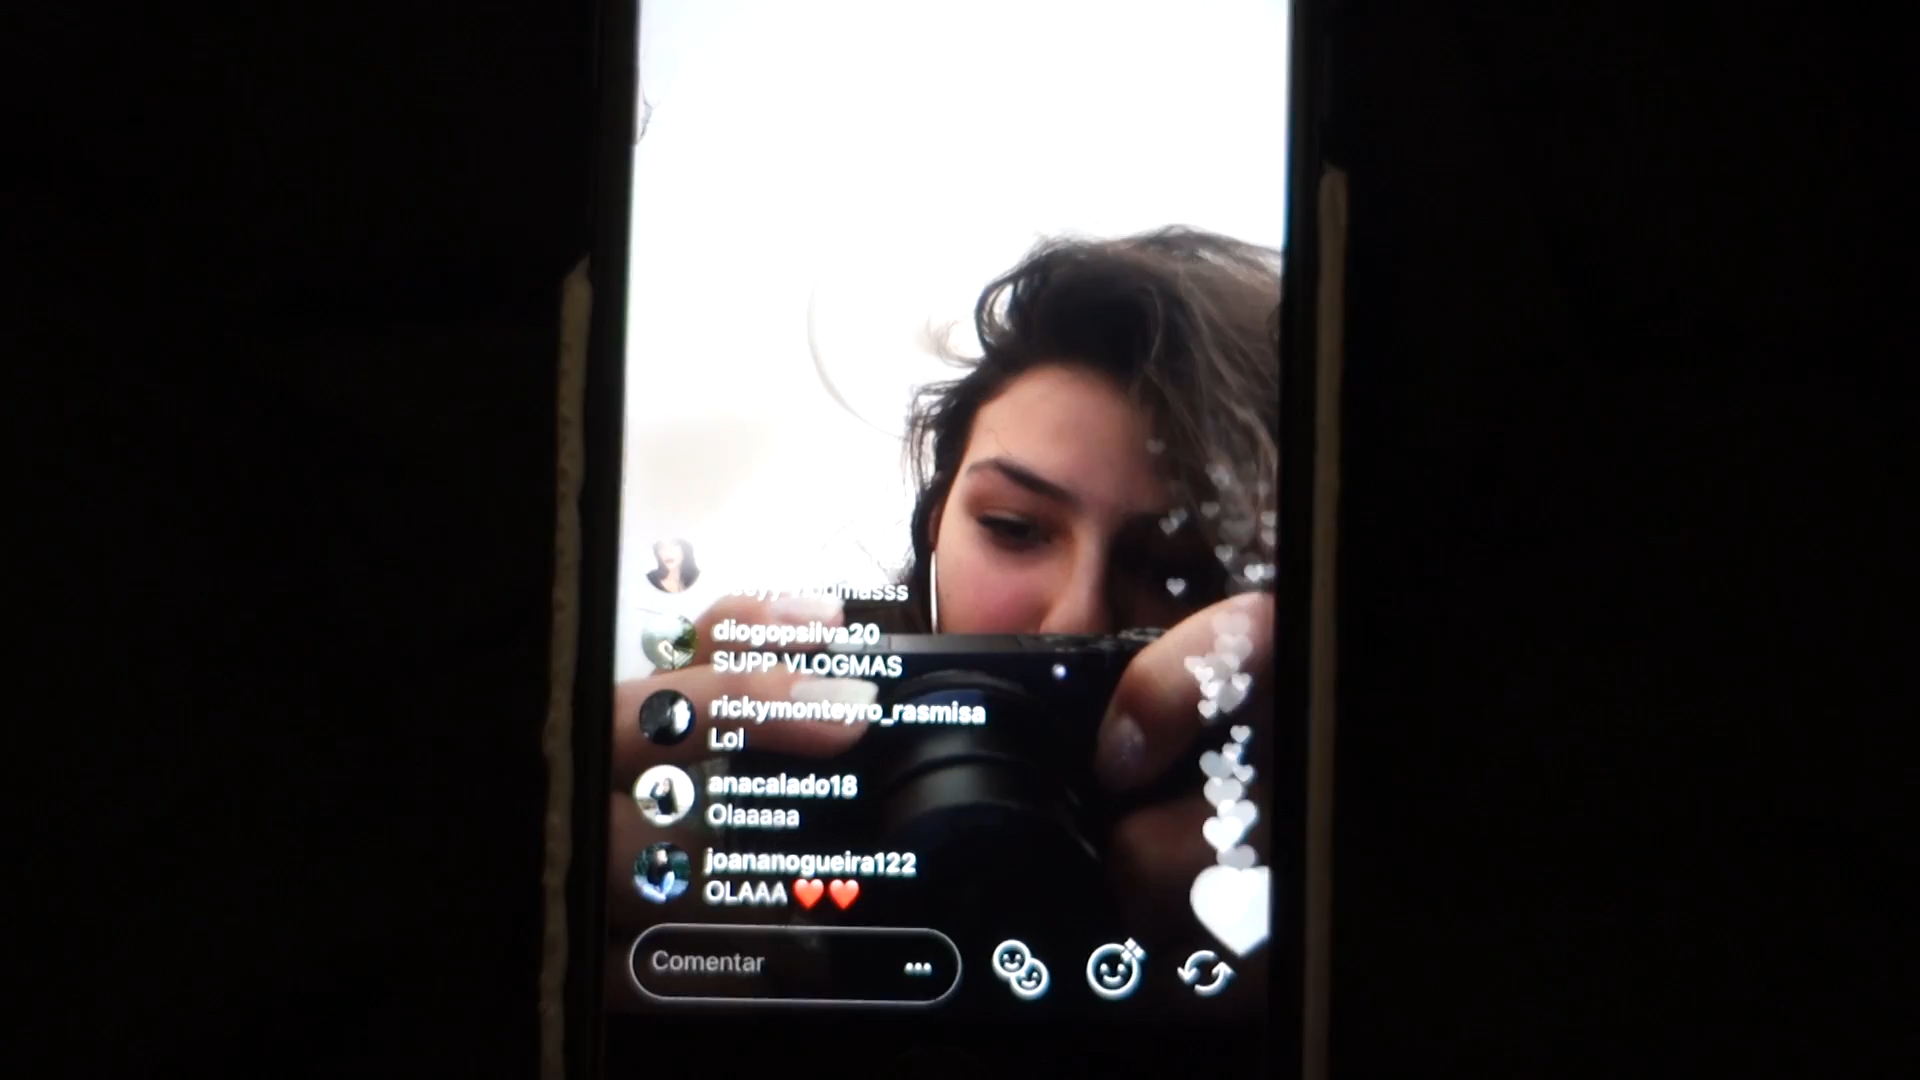 diogopsilva20
SUPP VLOGMAS
rickymonteyro_rasmisa
Lol
anacalado18
Olaaaaa
joananogueira122
OLAAA ❤️❤️
Comentar